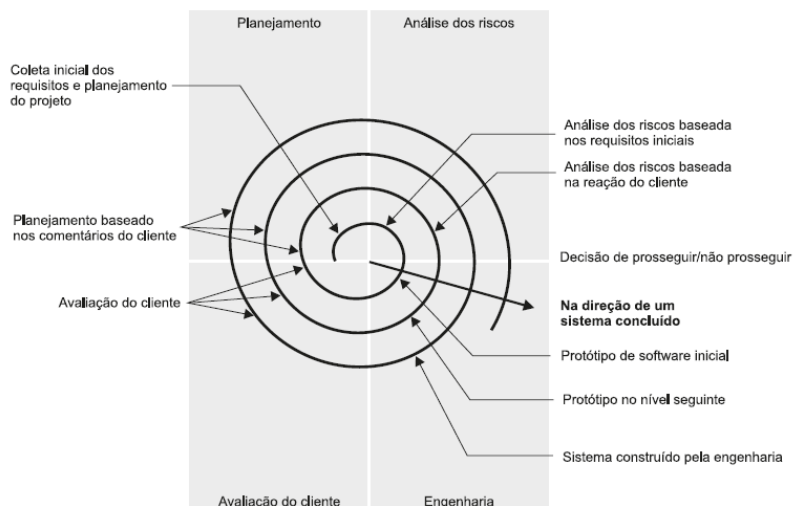 Planejamento
Análise dos riscos
Coleta inicial dos
requisitos e planejamento
do projeto
Análise dos riscos baseada
nos requisitos iniciais
Análise dos riscos baseada
na reação do cliente
Planejamento baseado
nos comentários do cliente
Decisão de prosseguir/não prosseguir
Avaliação do cliente
Na direção de um
sistema concluído
Protótipo de software inicial
Protótipo no nível seguinte
Sistema construído pela engenharia
Avaliação do cliente
Engenharia